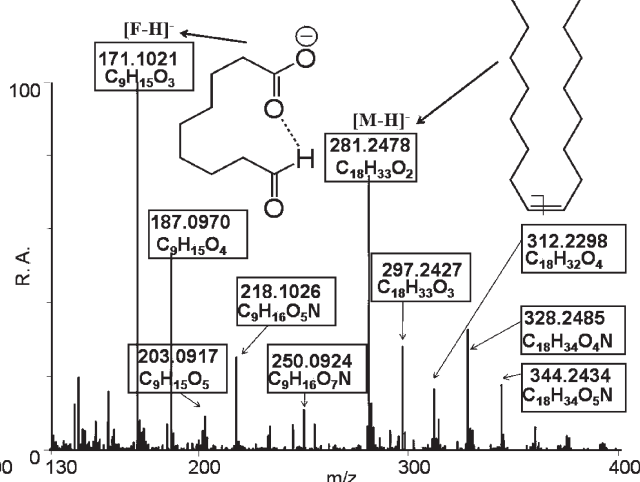 [F-H]⁻
171.1021
C₉H₁₅O₃
100
O
⊖
O
H
O
[M-H]⁻
281.2478
C₁₈H₃₃O₂
187.0970
C₉H₁₅O₄
312.2298
C₁₈H₃₂O₄
297.2427
C₁₈H₃₃O₃
218.1026
C₉H₁₆O₅N
328.2485
C₁₈H₃₄O₄N
203.0917
C₉H₁₅O₅
250.0924
C₉H₁₆O₇N
344.2434
C₁₈H₃₄O₅N
R. A.
0
00
130
200
300
400
m/z